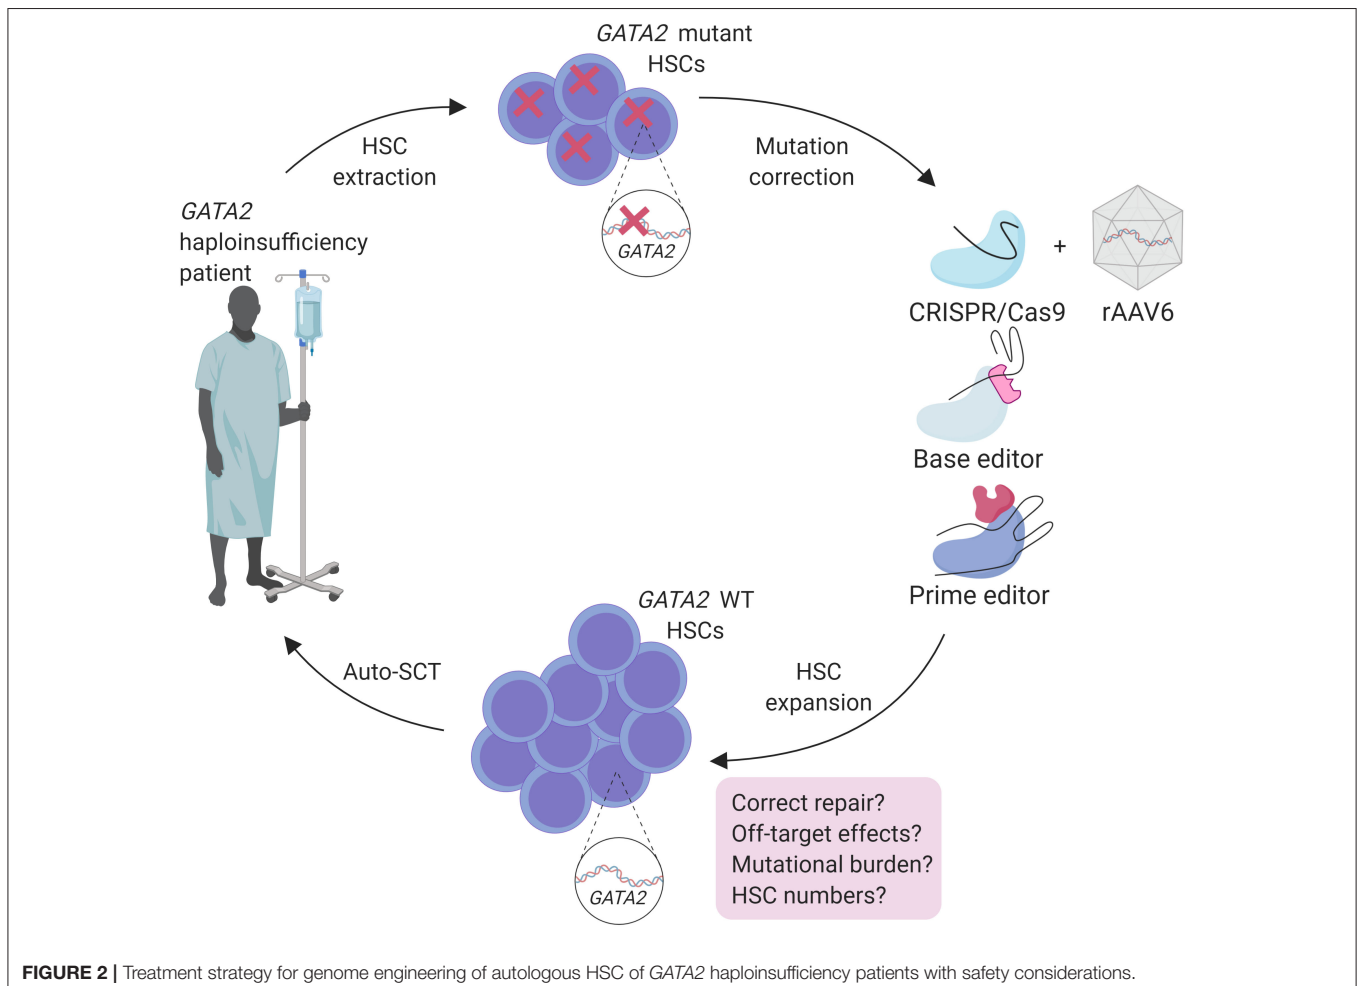 GATA2 mutant
HSCs
HSC
extraction
Mutation
correction
GATA2
haploinsufficiency
patient
GATA2
+
CRISPR/Cas9
rAAV6
Base editor
Prime editor
GATA2 WT
HSCs
HSC
expansion
Auto-SCT
Correct repair?
Off-target effects?
Mutational burden?
HSC numbers?
GATA2
FIGURE 2 | Treatment strategy for genome engineering of autologous HSC of GATA2 haploinsufficiency patients with safety considerations.